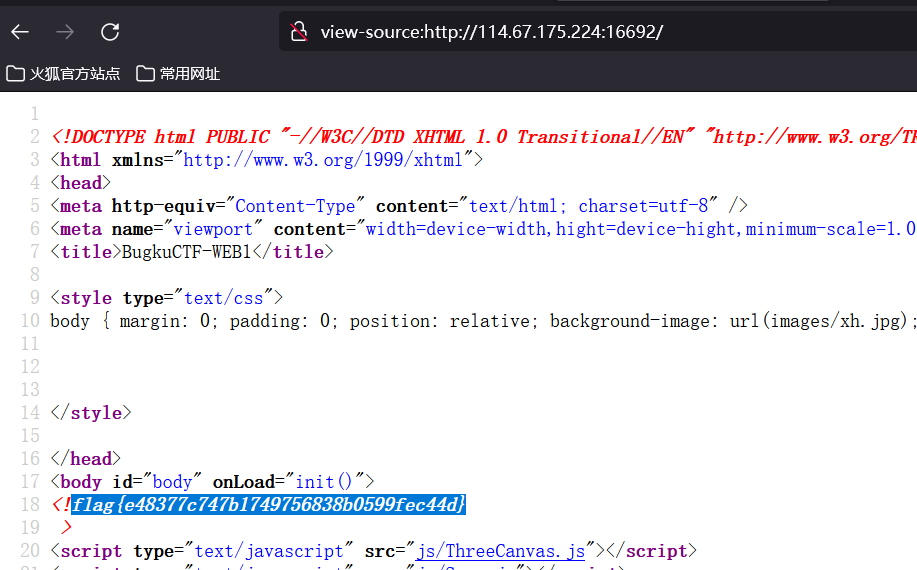 view-source:http://114.67.175.224:16692/
火狐官方站点 常用网址
1
2 <!DOCTYPE html PUBLIC "-//W3C//DTD XHTML 1.0 Transitional//EN" "http://www.w3.org/TR
3 <html xmlns="http://www.w3.org/1999/xhtml">
4 <head>
5 <meta http-equiv="Content-Type" content="text/html; charset=utf-8" />
6 <meta name="viewport" content="width=device-width,hight=device-hight,minimum-scale=1.0
7 <title>BugkuCTF-WEB1</title>
8
9 <style type="text/css">
10 body { margin: 0; padding: 0; position: relative; background-image: url(images/xh.jpg);
11
12
13
14 </style>
15
16 </head>
17 <body id="body" onLoad="init()">
18 <!flag{e48377c747b1749756838b0599fec44d}
19 >
20 <script type="text/javascript" src="js/ThreeCanvas.js"></script>